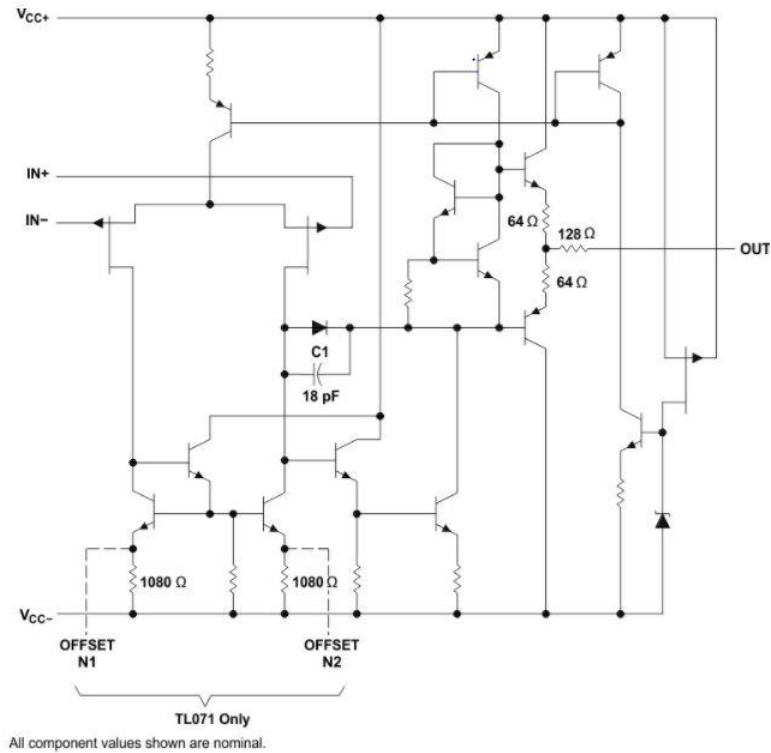 VCC+
IN+
IN−
64 Ω
128 Ω
OUT
64 Ω
C1
18 pF
1080 Ω
1080 Ω
VCC−
OFFSET
N1
OFFSET
N2
TL071 Only
All component values shown are nominal.